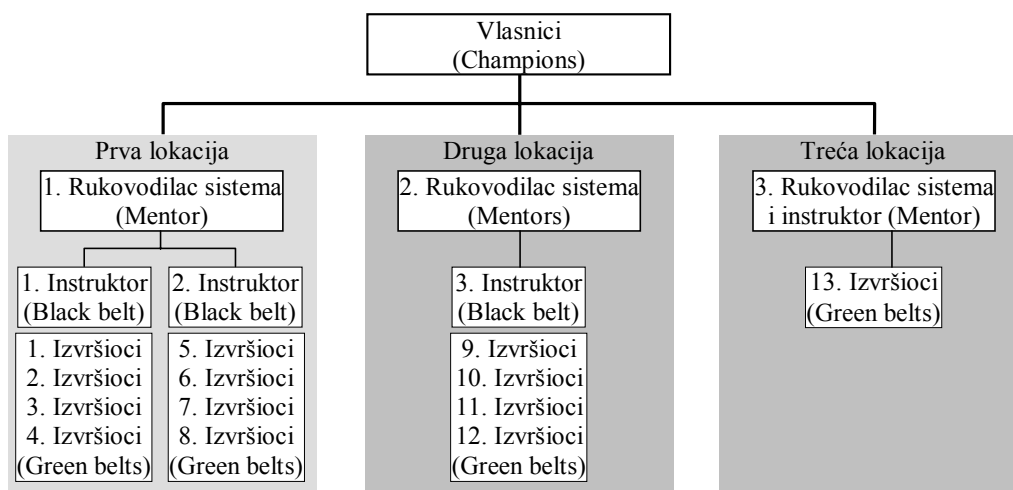 Vlasnici
(Champions)
Prva lokacija
1. Rukovodilac sistema
(Mentor)
1. Instruktor
(Black belt)
1. Izvršioci
2. Izvršioci
3. Izvršioci
4. Izvršioci
(Green belts)
2. Instruktor
(Black belt)
5. Izvršioci
6. Izvršioci
7. Izvršioci
8. Izvršioci
(Green belts)
Druga lokacija
2. Rukovodilac sistema
(Mentors)
3. Instruktor
(Black belt)
9. Izvršioci
10. Izvršioci
11. Izvršioci
12. Izvršioci
(Green belts)
Treća lokacija
3. Rukovodilac sistema
i instruktor (Mentor)
13. Izvršioci
(Green belts)